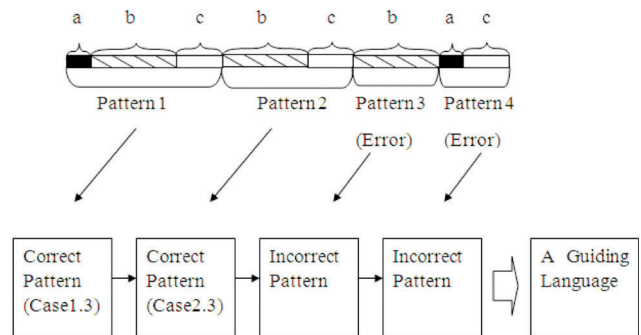 a b c b c b a c
Pattern 1 Pattern 2 Pattern 3 Pattern 4
(Error) (Error)
Correct Pattern (Case1.3)
Correct Pattern (Case2.3)
Incorrect Pattern
Incorrect Pattern
A Guiding Language